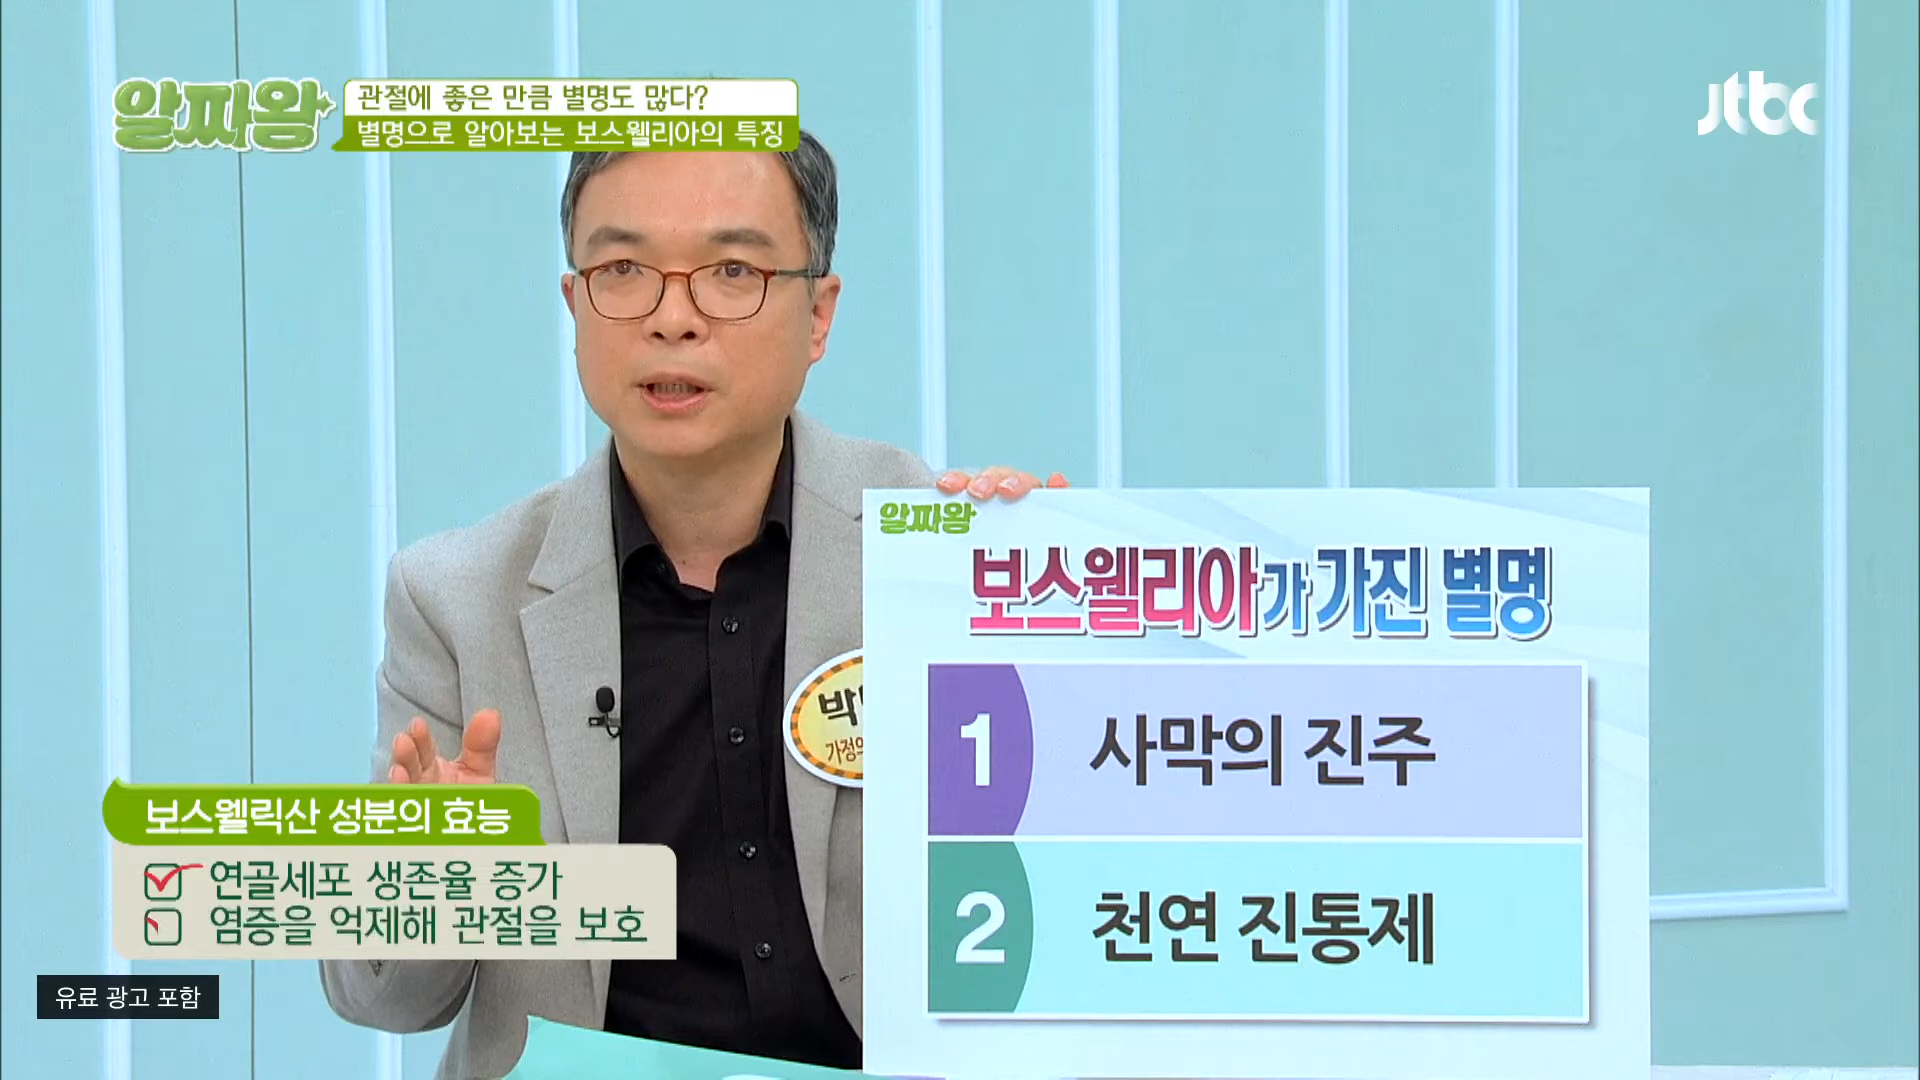 알짜왕
관절에 좋은 만큼 별명도 많다?
별명으로 알아보는 보스웰리아의 특징
jtbc
알짜왕
보스웰리아가 가진 별명
1 사막의 진주
2 천연 진통제
보스웰릭산 성분의 효능
연골세포 생존율 증가
염증을 억제해 관절을 보호
유료 광고 포함